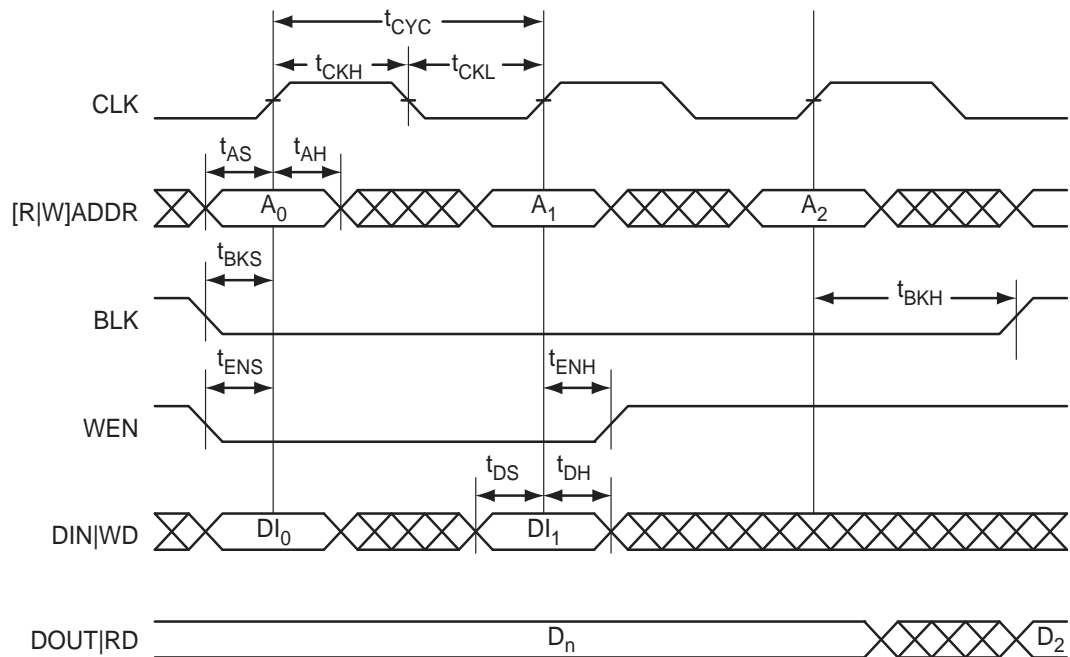 tCYC
tCKH tCKL
CLK
tAS tAH
[R|W]ADDR A0 A1 A2
tBKS
tBKH
BLK
tENS tENH
WEN
tDS tDH
DIN|WD DI0 DI1
DOUT|RD Dn D2